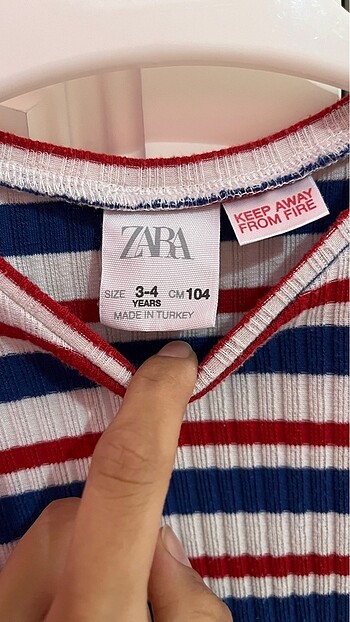 ZARA
SIZE 3-4 YEARS CM 104
MADE IN TURKEY
KEEP AWAY
FROM FIRE